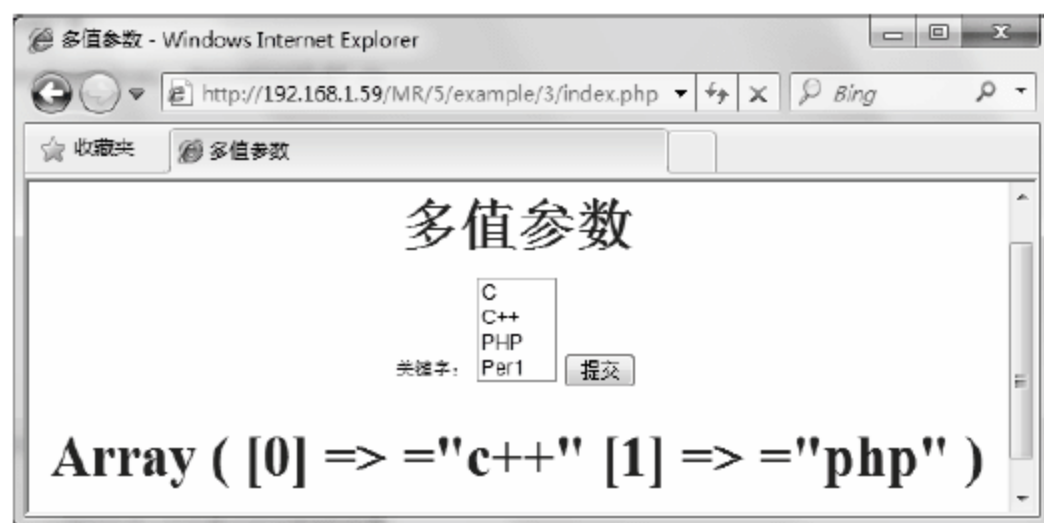 多值参数 - Windows Internet Explorer
http://192.168.1.59/MR/5/example/3/index.php
Bing
收藏夹
多值参数
多值参数
C
C++
PHP
关键字:
Per1
提交
Array ( [0] => ="c++" [1] => ="php" )